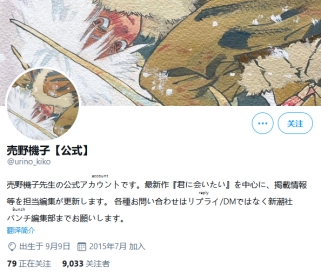 关注
売野機子【公式】
@urino_kiko
account
売野機子先生の公式アカウントです。最新作『君に会いたい』を中心に、掲載情報
reply
等を担当編集が更新します。 各種お問い合わせはリプライ/DMではなく新潮社
Bunch
バンチ編集部までお願いします。
翻译简介
出生于 9月9日 2015年7月 加入
79 正在关注 9,033 关注者